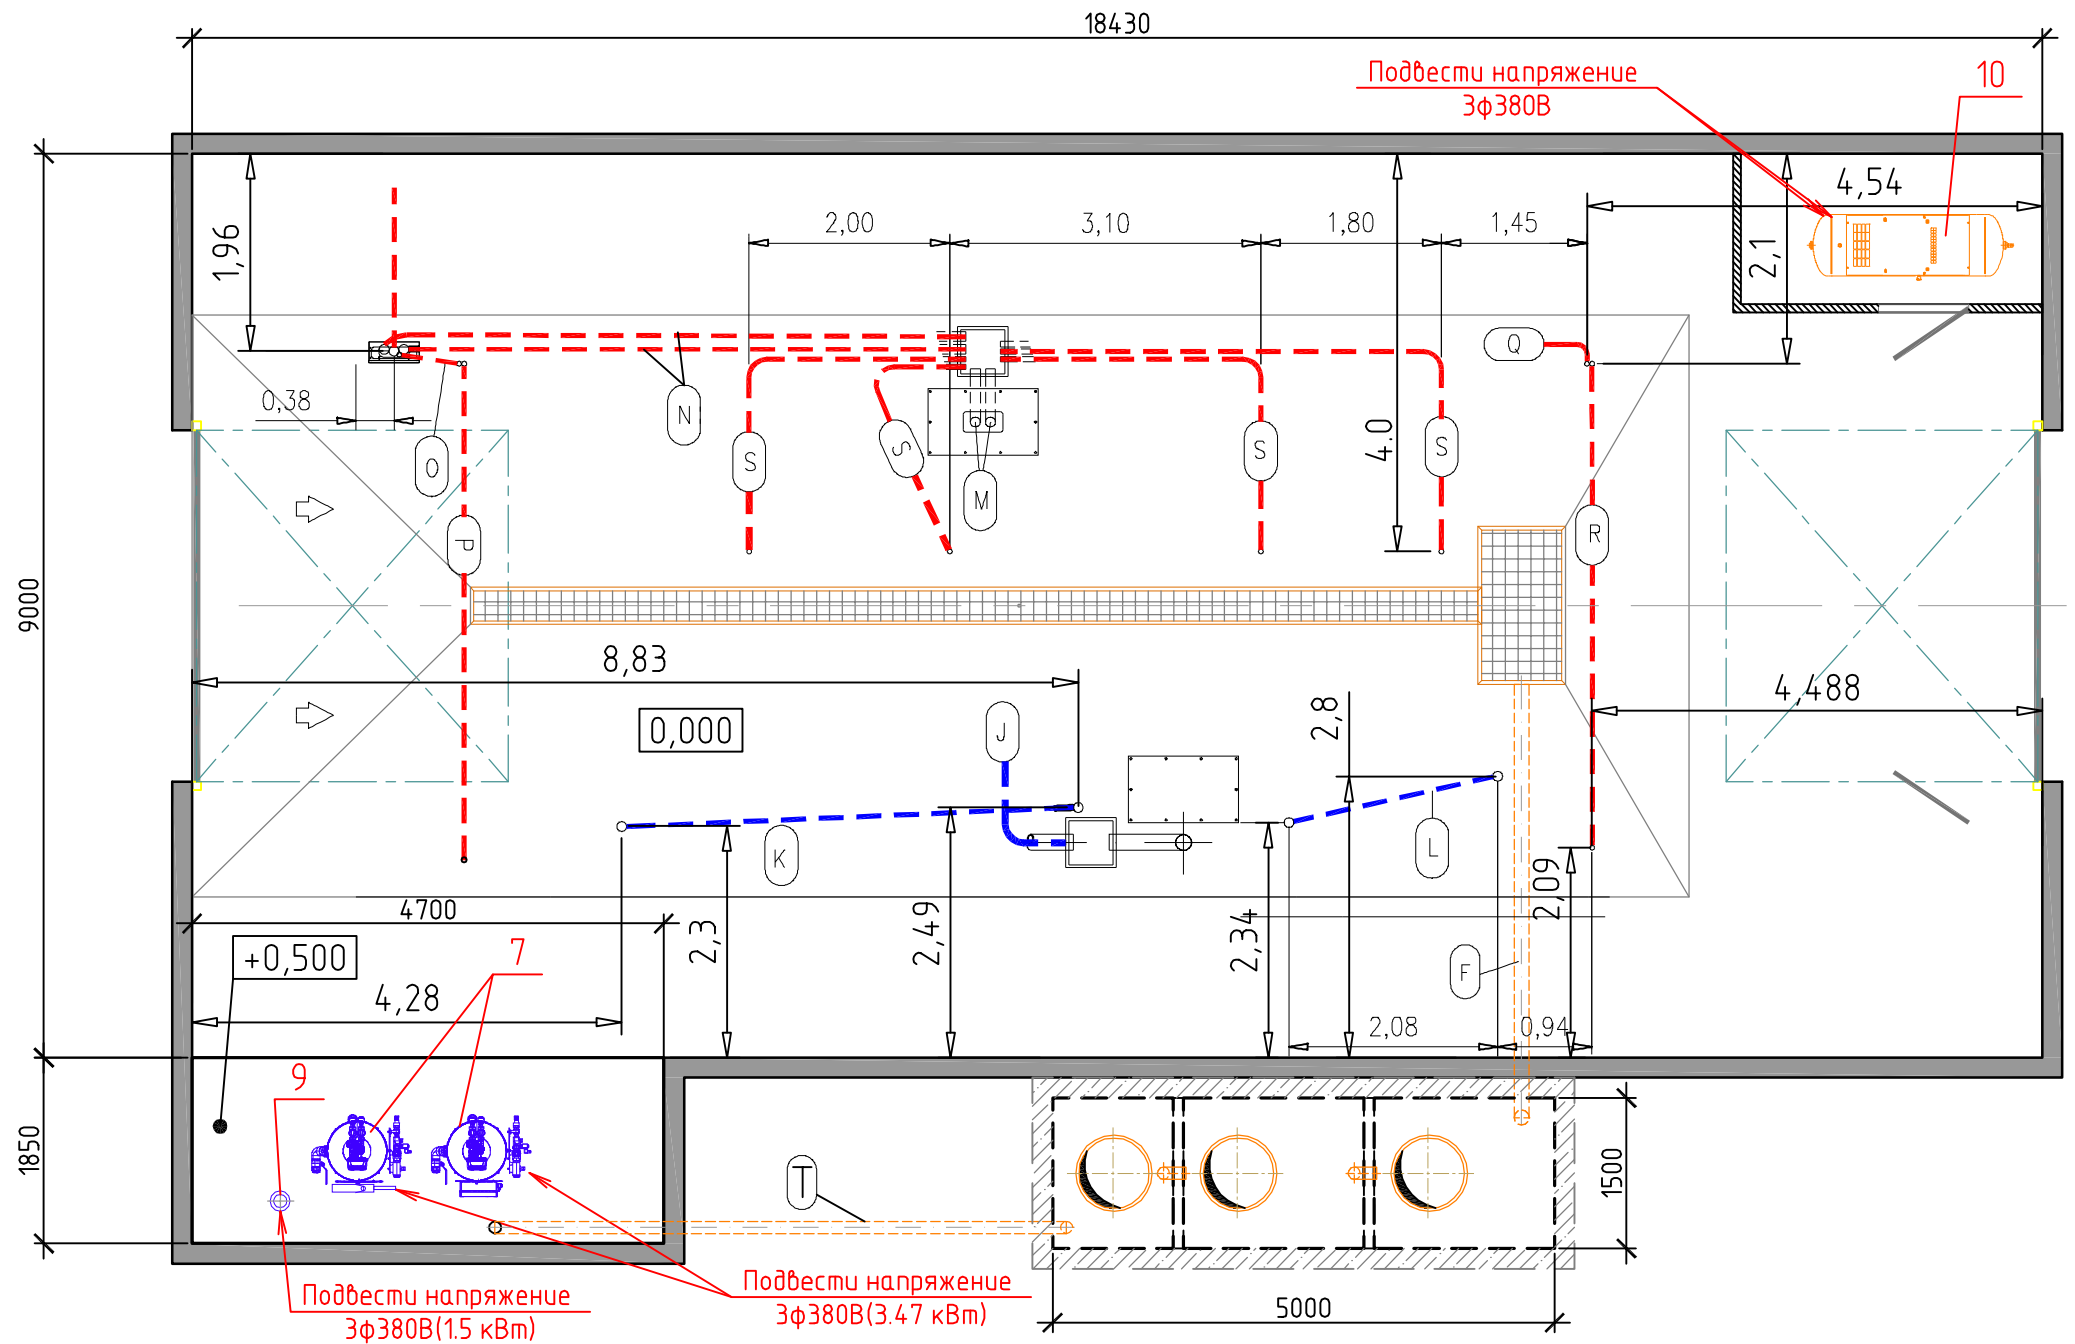 18430
Подвести напряжение
3ф380В
10
4,54
1,96
2,00
3,10
1,80
1,45
2,1
Q
0,38
N
4.0
O
S
S
S
S
M
P
R
9000
8,83
4,488
0,000
J
2,8
K
L
4700
2,3
2,49
2,34
2,09
+0,500
7
F
4,28
2,08
0,94
9
1850
T
1500
Подвести напряжение
3ф380В(1.5 кВт)
Подвести напряжение
3ф380В(3.47 кВт)
5000